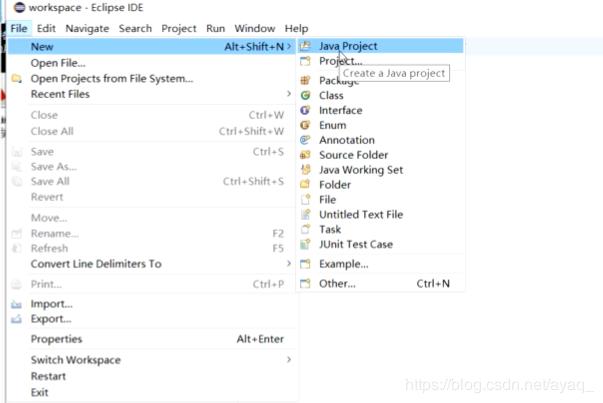 workspace - Eclipse IDE
File Edit Navigate Search Project Run Window Help
New Alt+Shift+N >
Open File...
Open Projects from File System...
Recent Files >
Close Ctrl+W
Close All Ctrl+Shift+W
Save Ctrl+S
Save As...
Save All Ctrl+Shift+S
Revert
Move...
Rename... F2
Refresh F5
Convert Line Delimiters To >
Print... Ctrl+P
Import...
Export...
Properties Alt+Enter
Switch Workspace >
Restart
Exit
Java Project
Project...
Create a Java project
Package
Class
Interface
Enum
Annotation
Source Folder
Java Working Set
Folder
File
Untitled Text File
Task
JUnit Test Case
Example...
Other... Ctrl+N
https://blog.csdn.net/ayaq_